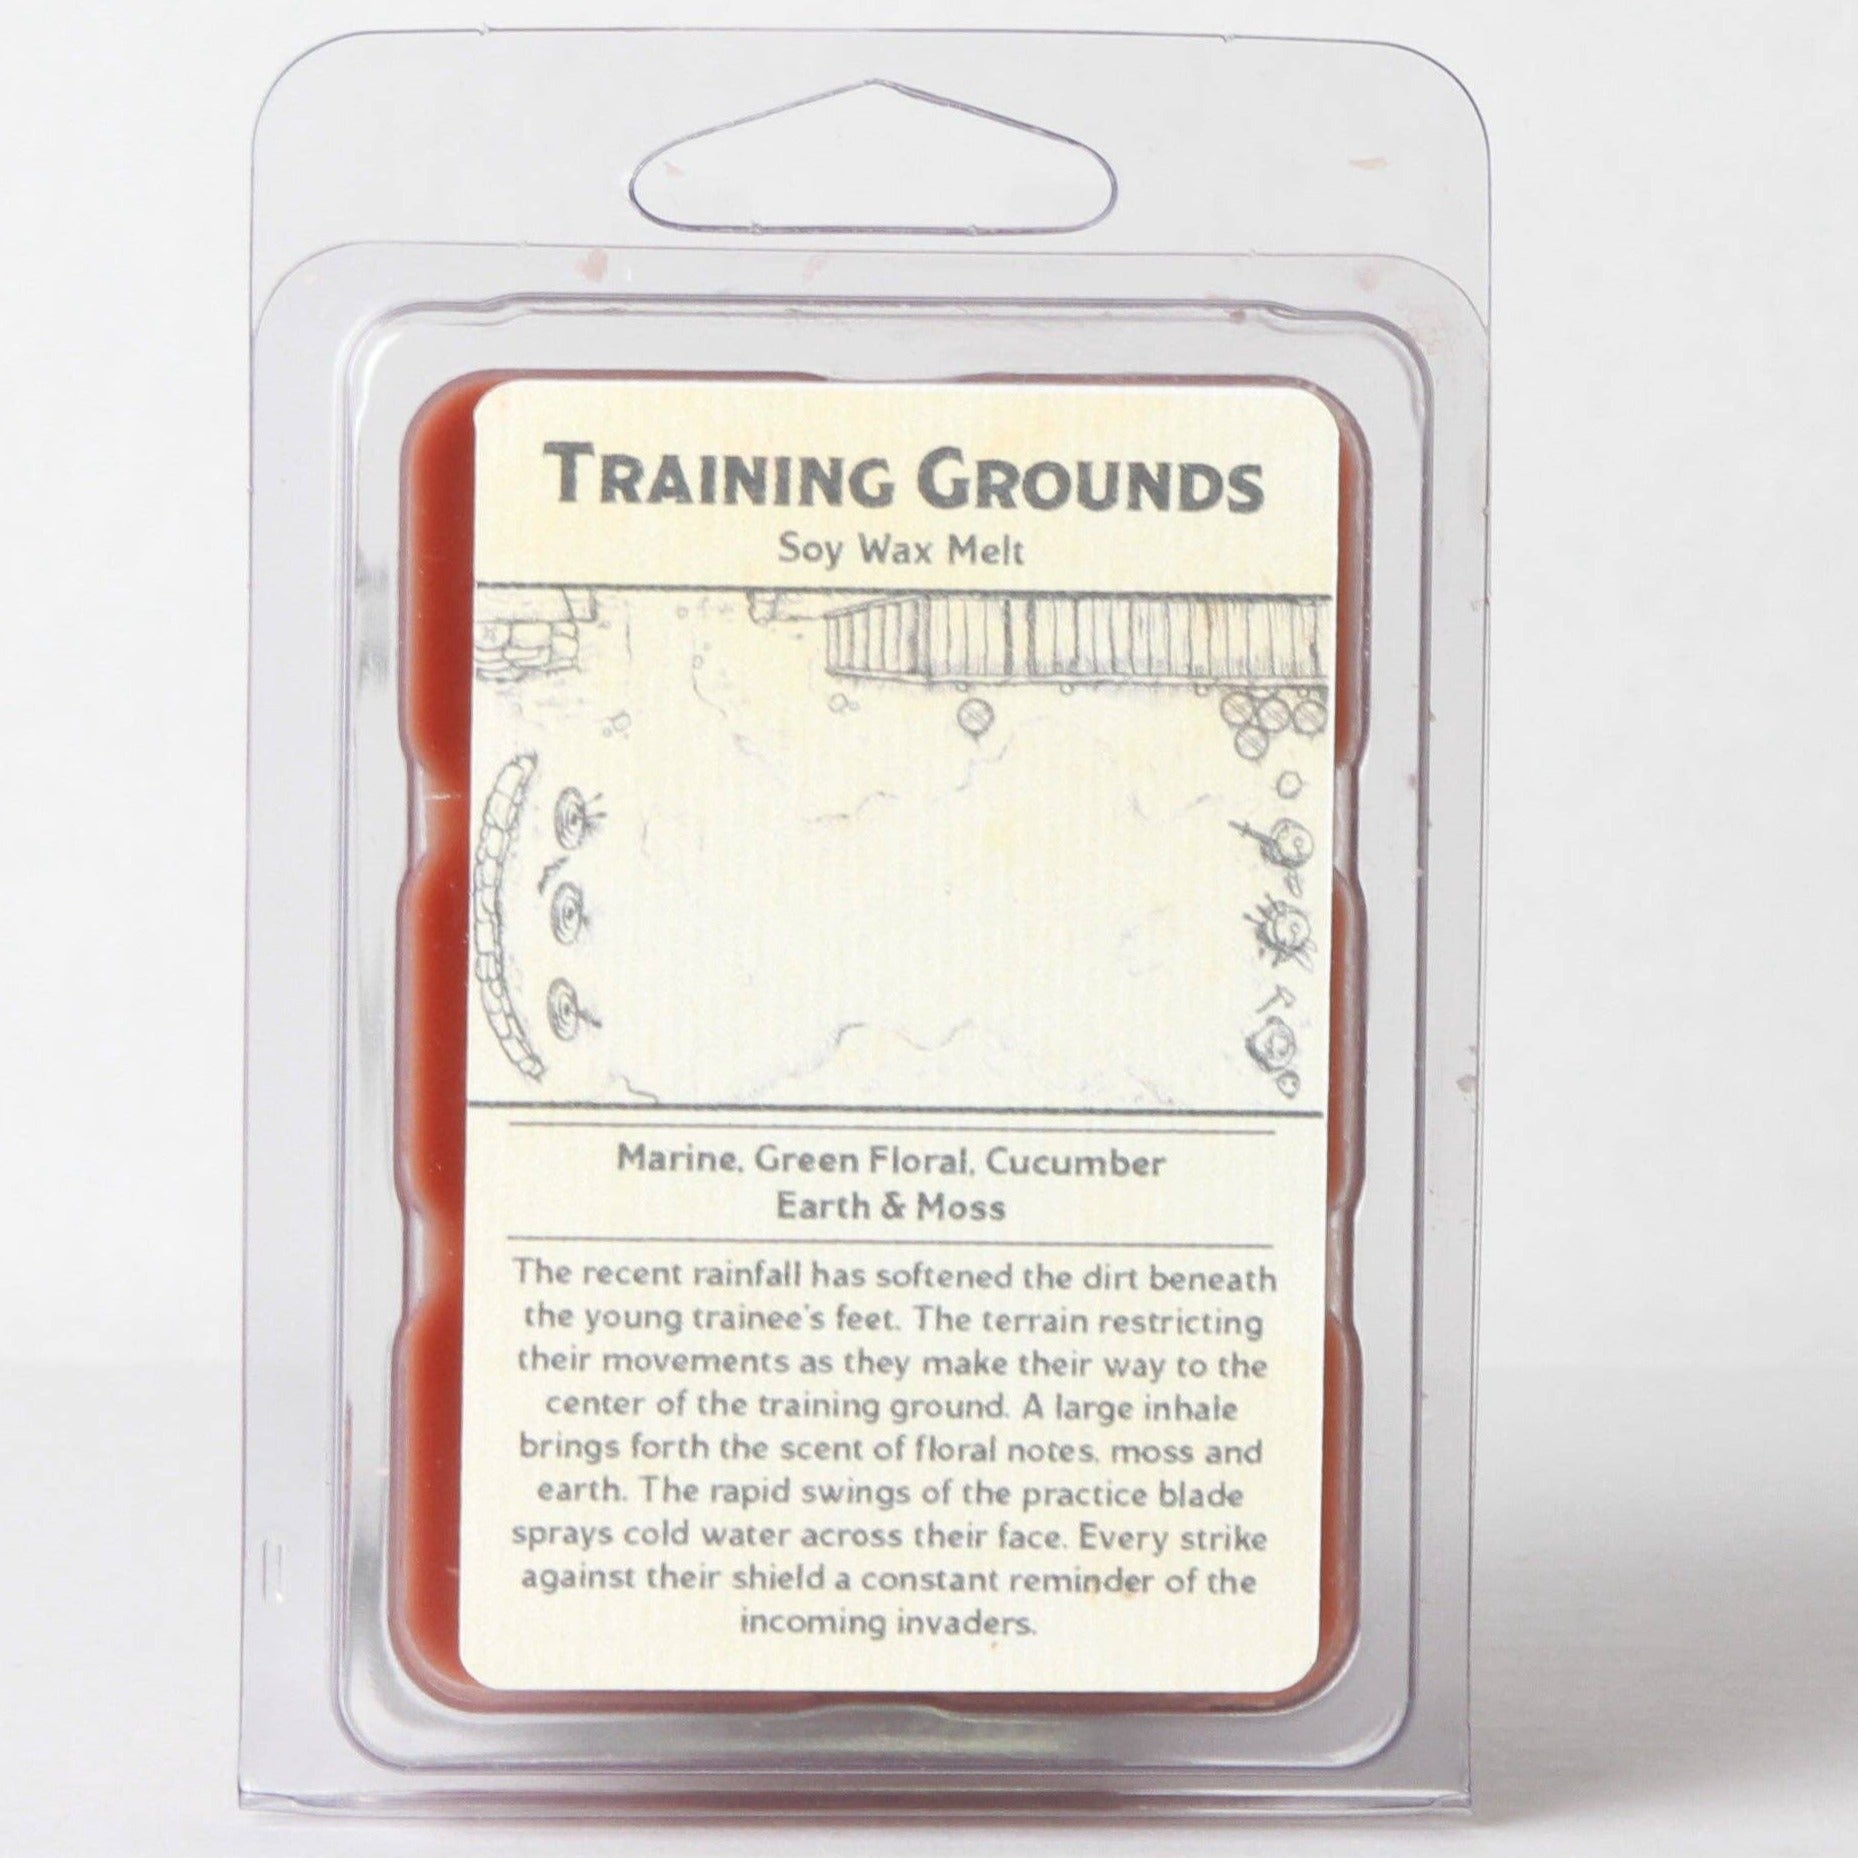 TRAINING GROUNDS
Soy Wax Melt
Marine, Green Floral, Cucumber
Earth & Moss
The recent rainfall has softened the dirt beneath
the young trainee's feet. The terrain restricting
their movements as they make their way to the
center of the training ground. A large inhale
brings forth the scent of floral notes, moss and
earth. The rapid swings of the practice blade
sprays cold water across their face. Every strike
against their shield a constant reminder of the
incoming invaders.